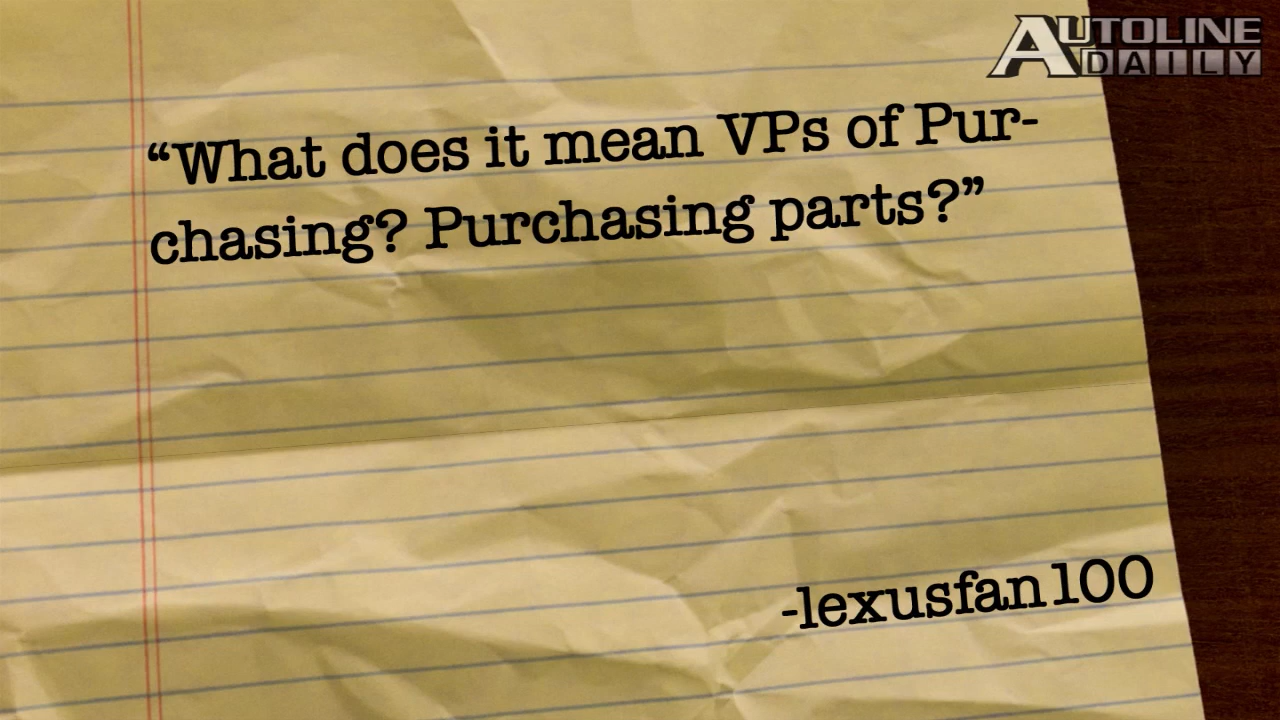 AUTOLINE
DAILY
“What does it mean VPs of Pur-
chasing? Purchasing parts?”
-lexusfan100